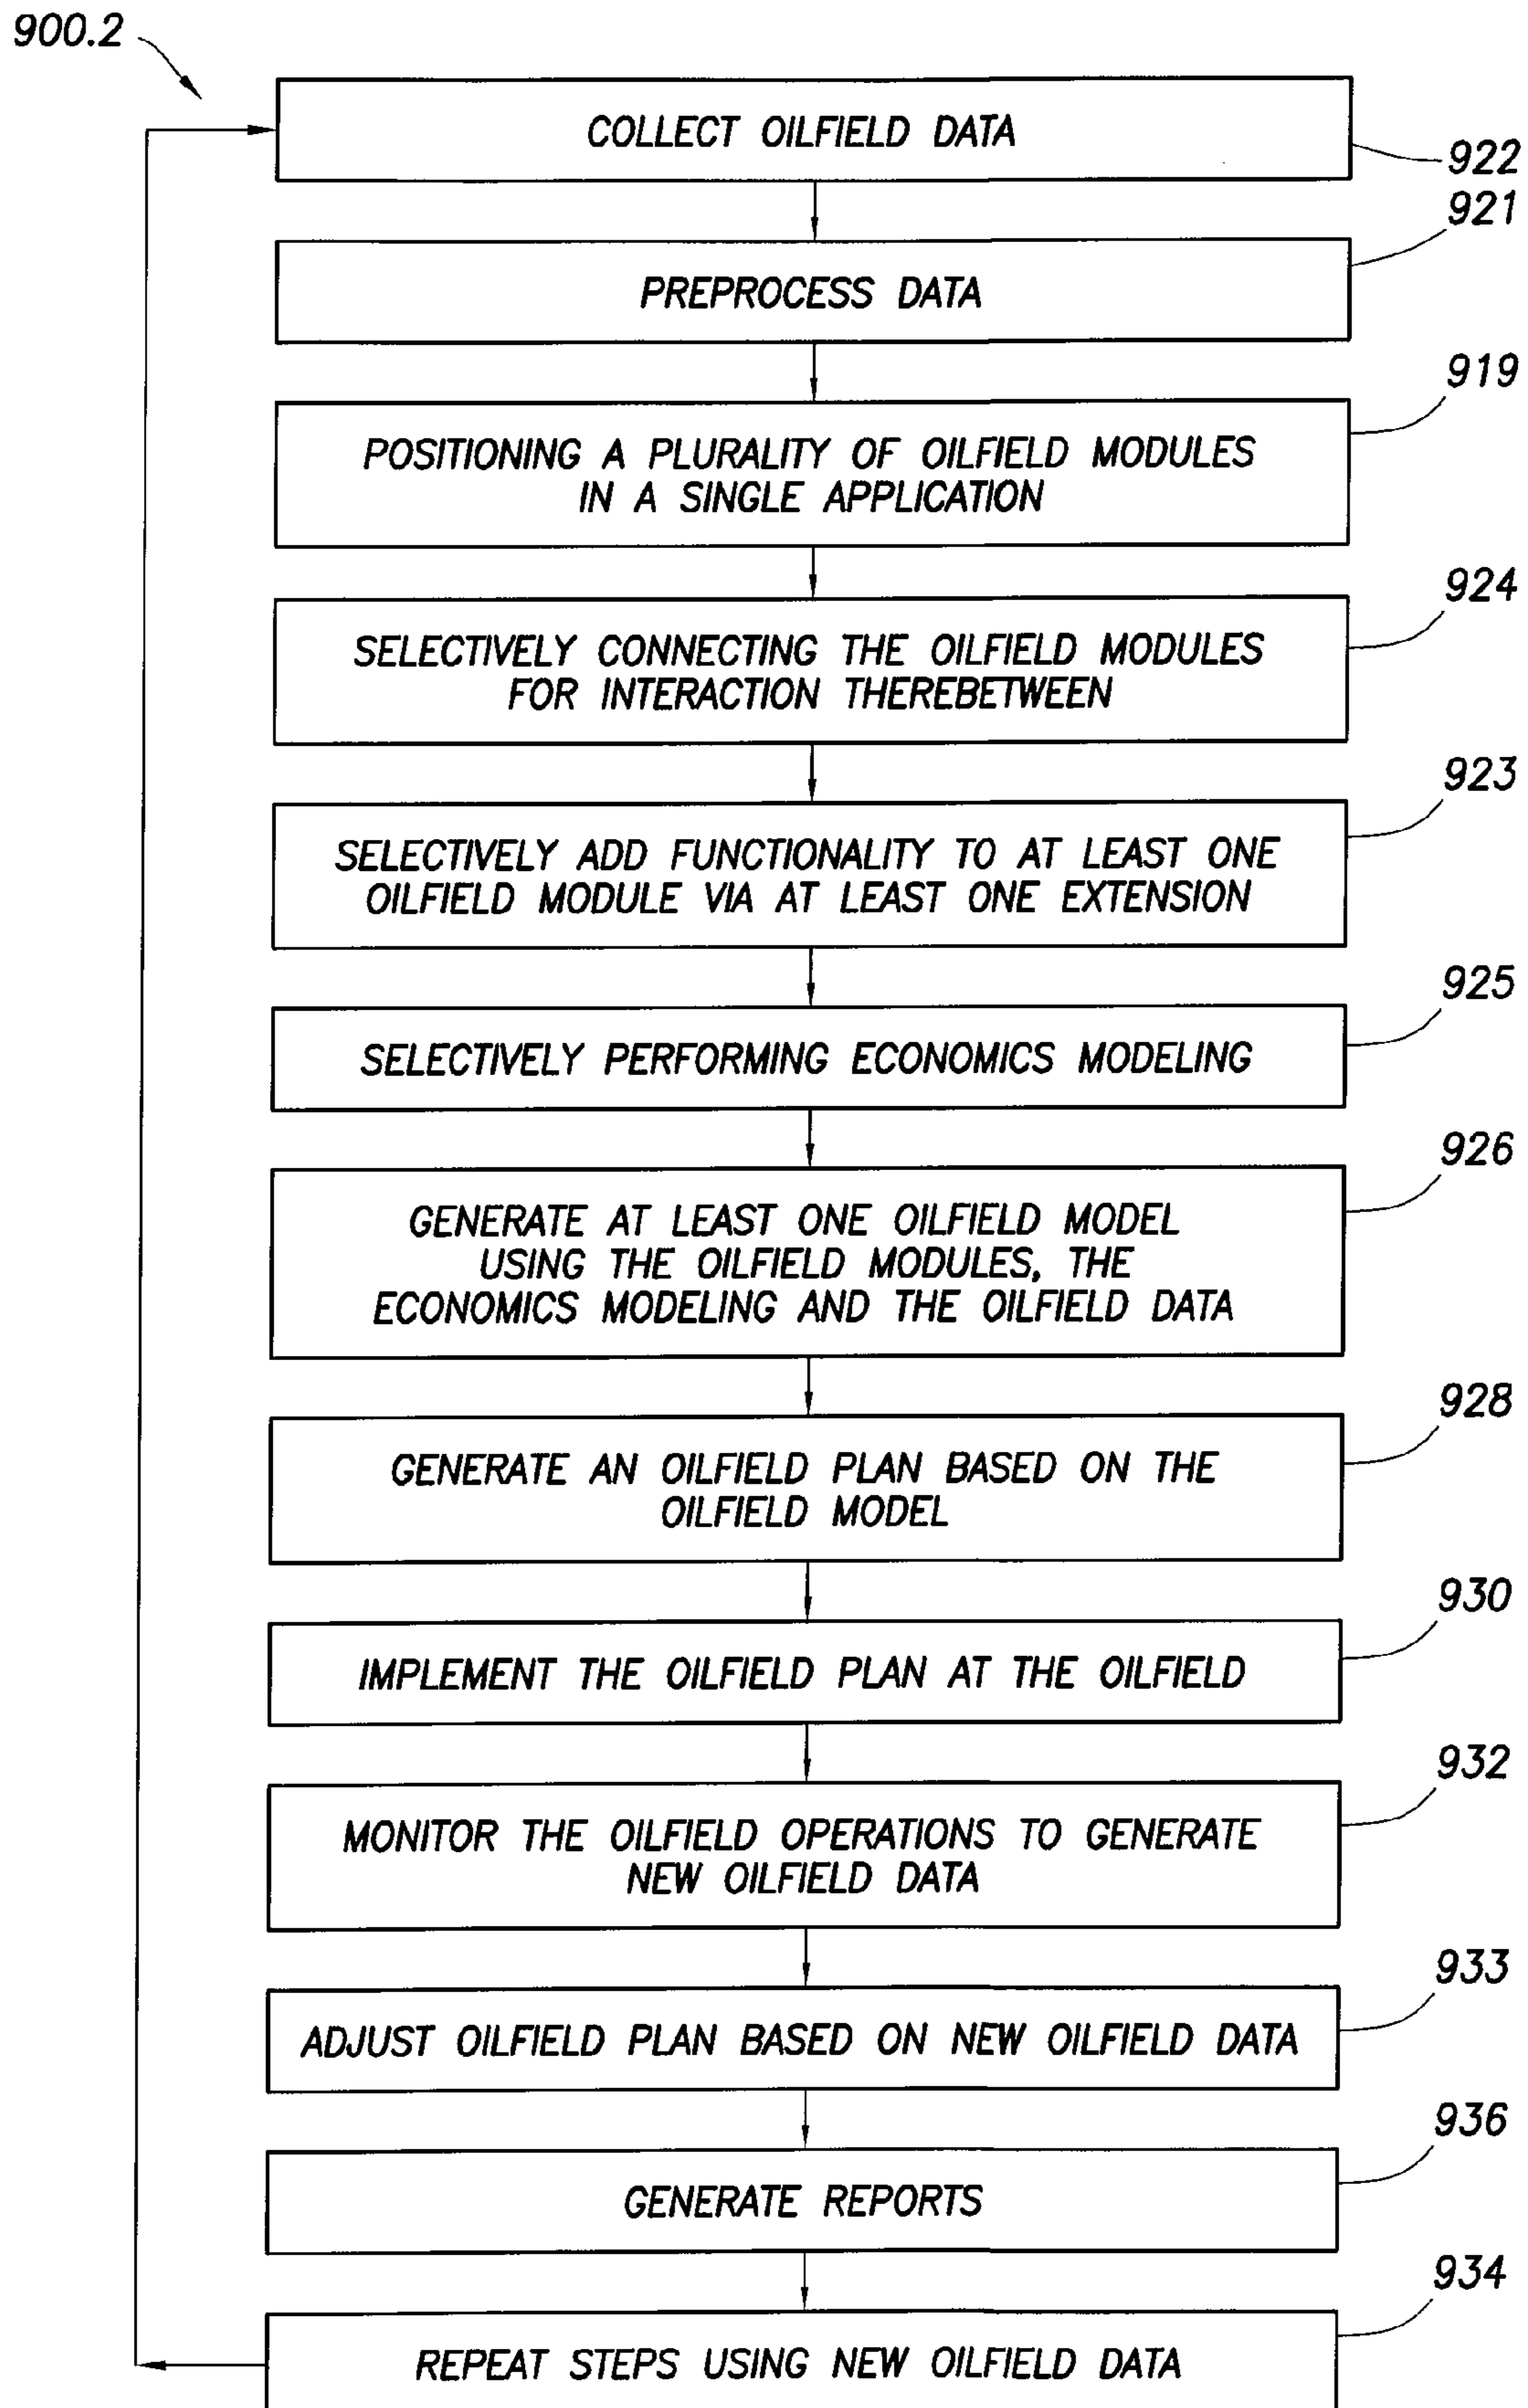 900.2
COLLECT OILFIELD DATA
922
PREPROCESS DATA
921
POSITIONING A PLURALITY OF OILFIELD MODULES
IN A SINGLE APPLICATION
919
SELECTIVELY CONNECTING THE OILFIELD MODULES
FOR INTERACTION THEREBETWEEN
924
SELECTIVELY ADD FUNCTIONALITY TO AT LEAST ONE
OILFIELD MODULE VIA AT LEAST ONE EXTENSION
923
SELECTIVELY PERFORMING ECONOMICS MODELING
925
GENERATE AT LEAST ONE OILFIELD MODEL
USING THE OILFIELD MODULES, THE
ECONOMICS MODELING AND THE OILFIELD DATA
926
GENERATE AN OILFIELD PLAN BASED ON THE
OILFIELD MODEL
928
IMPLEMENT THE OILFIELD PLAN AT THE OILFIELD
930
MONITOR THE OILFIELD OPERATIONS TO GENERATE
NEW OILFIELD DATA
932
ADJUST OILFIELD PLAN BASED ON NEW OILFIELD DATA
933
GENERATE REPORTS
936
REPEAT STEPS USING NEW OILFIELD DATA
934